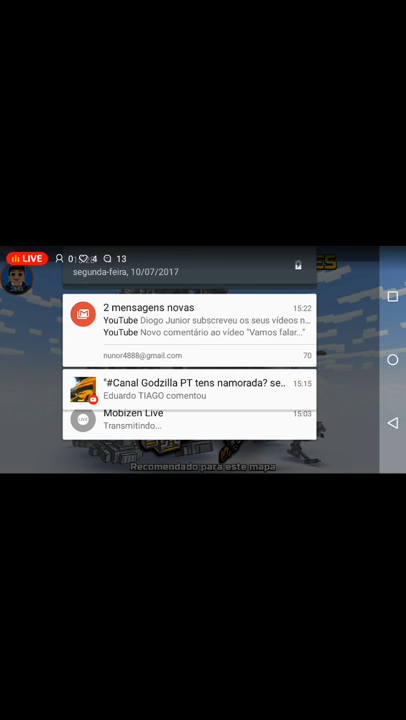 LIVE 0 4 13
segunda-feira, 10/07/2017
2 mensagens novas 15:22
YouTube Diogo Junior subscreveu os seus vídeos n...
YouTube Novo comentário ao vídeo "Vamos falar..."
nunor4888@gmail.com 70
"#Canal Godzilla PT tens namorada? se.. 15:15
Eduardo TIAGO comentou
Mobizen Live 15:03
LIVE
Transmitindo...
Recomendado para este mapa